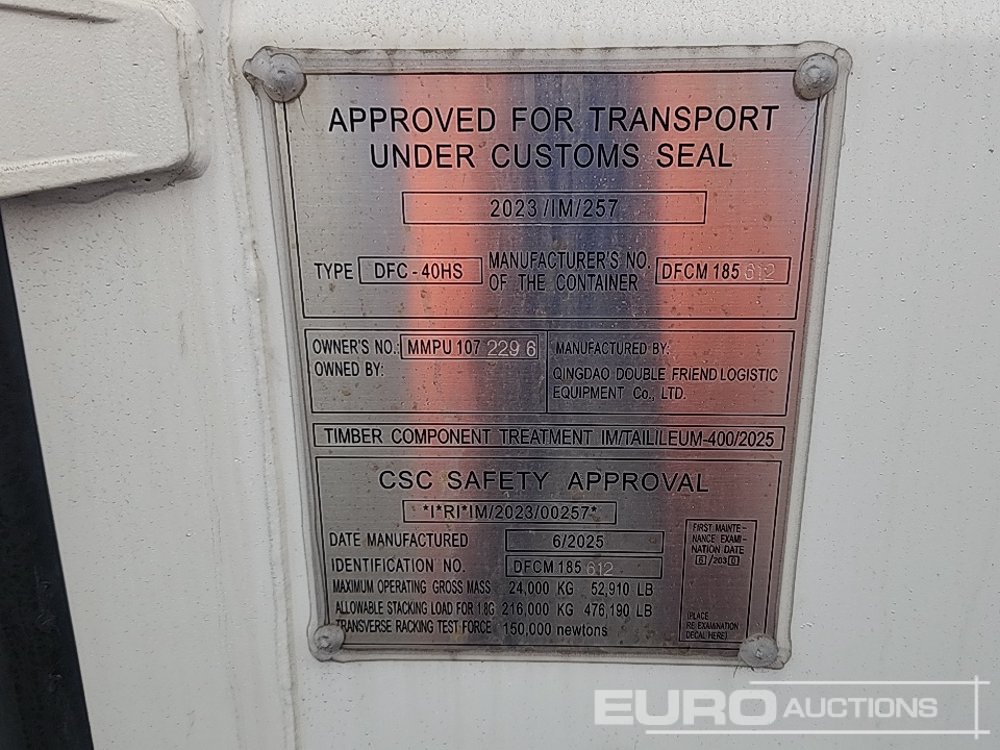 APPROVED FOR TRANSPORT
UNDER CUSTOMS SEAL
2023/IM/257
TYPE DFC-40HS MANUFACTURER'S NO. OF THE CONTAINER DFCM 185 612
OWNER'S NO.: MMPU 107 229 6
OWNED BY:
MANUFACTURED BY:
QINGDAO DOUBLE FRIEND LOGISTIC
EQUIPMENT Co., LTD.
TIMBER COMPONENT TREATMENT IM/TAILILEUM-400/2025
CSC SAFETY APPROVAL
*I*RI*IM/2023/00257*
DATE MANUFACTURED 6/2025
IDENTIFICATION NO. DFCM 185 612
MAXIMUM OPERATING GROSS MASS 24,000 KG 52,910 LB
ALLOWABLE STACKING LOAD FOR 1.8G 216,000 KG 476,190 LB
TRANSVERSE RACKING TEST FORCE 150,000 newtons
FIRST MAINTE-
NANCE EXAMI-
NATION DATE
6/2030
(PLACE
RE-EXAMINATION
DECAL HERE)
EURO AUCTIONS